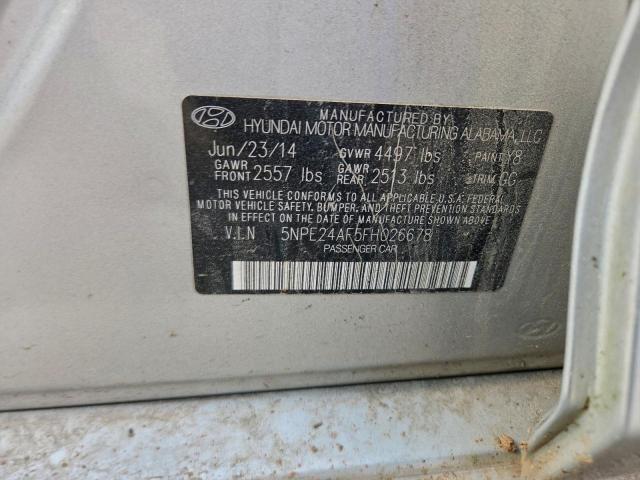 MANUFACTURED BY
HYUNDAI MOTOR MANUFACTURING ALABAMA, LLC
Jun/23/14 GVWR 4497 lbs PAINT Y8
GAWR FRONT 2557 lbs GAWR REAR 2513 lbs TRIM GG
THIS VEHICLE CONFORMS TO ALL APPLICABLE U.S.A. FEDERAL
MOTOR VEHICLE SAFETY, BUMPER, AND THEFT PREVENTION STANDARDS
IN EFFECT ON THE DATE OF MANUFACTURE SHOWN ABOVE.
V.I.N 5NPE24AF5FH026678
PASSENGER CAR